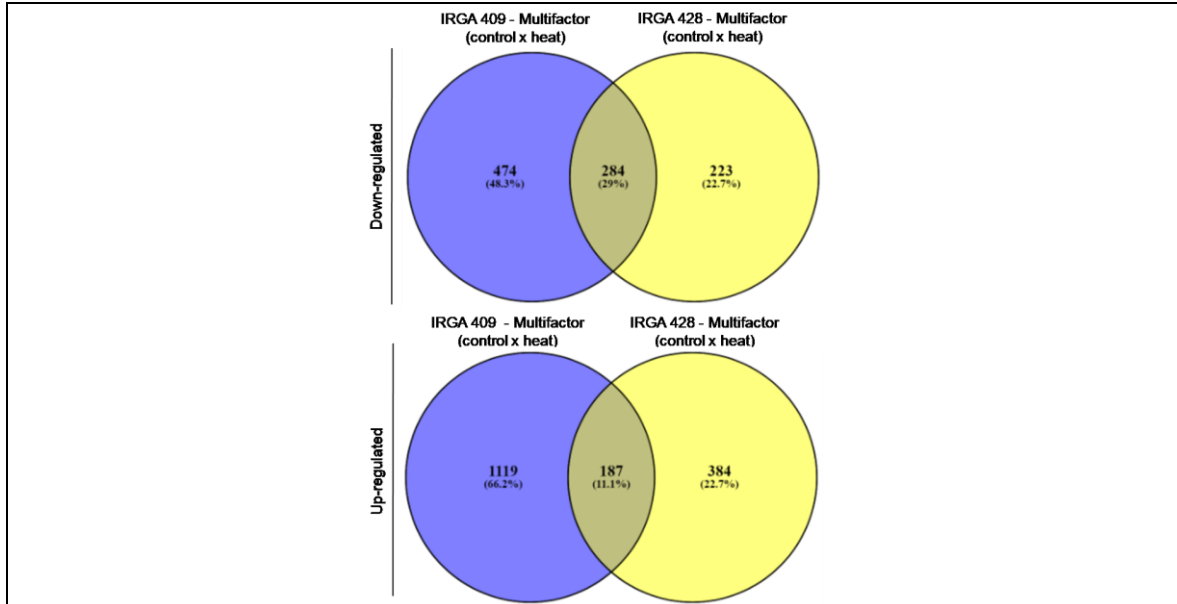 IRGA 409 - Multifactor
(control x heat)
IRGA 428 - Multifactor
(control x heat)
Down-regulated
474
(48.3%)
284
(29%)
223
(22.7%)
IRGA 409 - Multifactor
(control x heat)
IRGA 428 - Multifactor
(control x heat)
Up-regulated
1119
(66.2%)
187
(11.1%)
384
(22.7%)